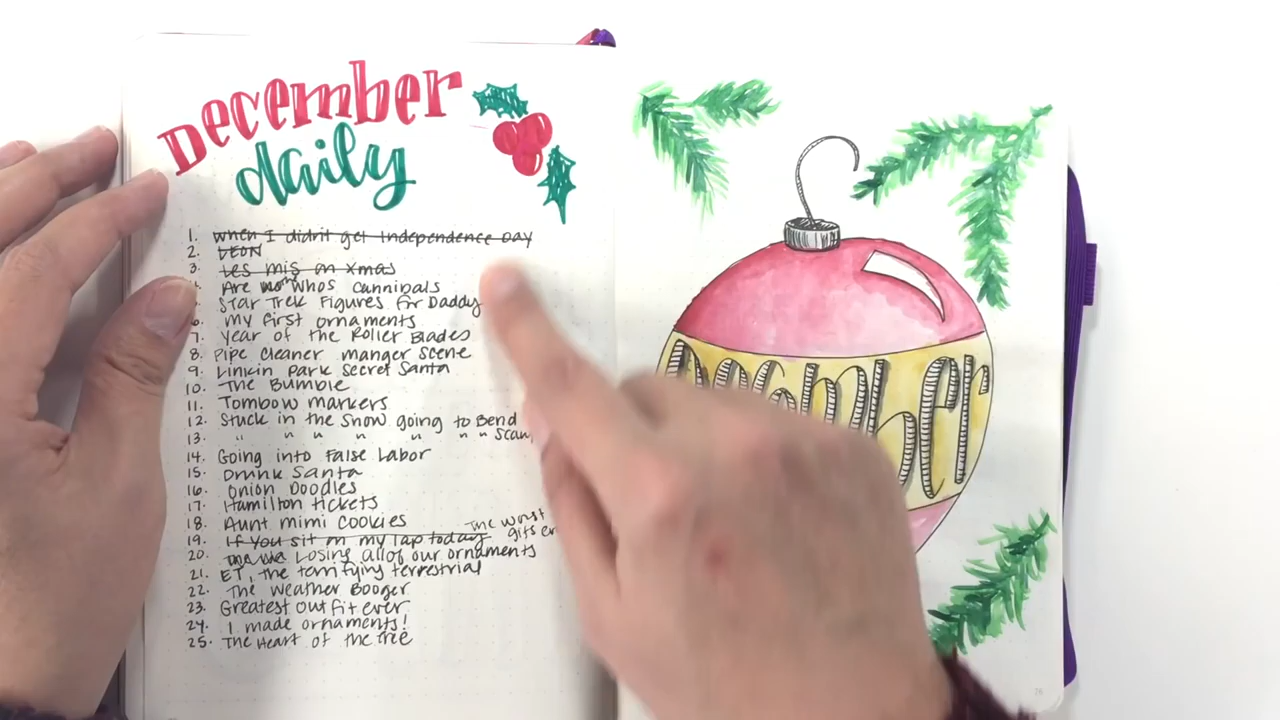 December
daily
1. When I didn't get Independence Day
2. LEON
3. Les mis on Xmas
4. Are Whos Cannibals
5. Star Trek Figures for Daddy
6. My first ornaments
7. Year of the Roller Blades
8. Pipe Cleaner manger Scene
9. Linkin Park Secret Santa
10. The Bumble
11. Tombow markers
12. Stuck in the Snow going to Bend
13. " " " " " "
14. Going into False Labor
15. Drunk Santa
16. Onion Doodles
17. Hamilton tickets
18. Aunt mimi Cookies
The worst
19. If You sit on my lap today
20. Losing all of our ornaments
21. ET, the terrifying terrestrial
22. The Weather Booger
23. Greatest outfit ever
24. I made ornaments!
25. The Heart of the Tree
December